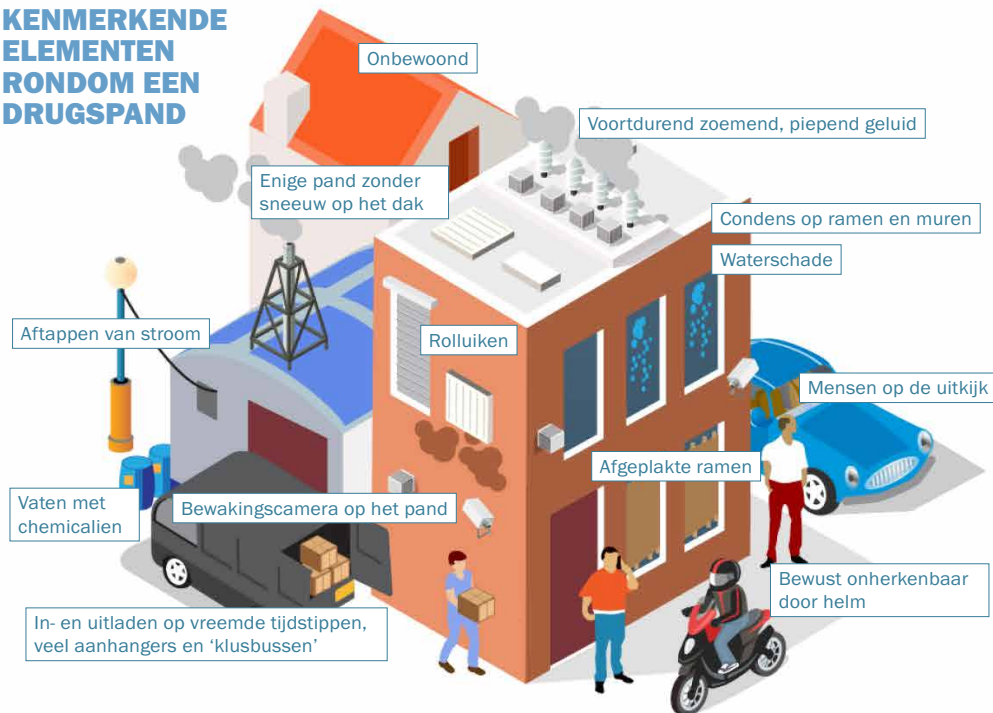 KENMERKENDE
ELEMENTEN
RONDOM EEN
DRUGSPAND
Onbewoond
Voortdurend zoemend, piepend geluid
Enige pand zonder
sneeuw op het dak
Condens op ramen en muren
Waterschade
Aftappen van stroom
Rolluiken
Mensen op de uitkijk
Afgeplakte ramen
Vaten met
chemicalien
Bewakingscamera op het pand
Bewust onherkenbaar
door helm
In- en uitladen op vreemde tijdstippen,
veel aanhangers en ‘klusbussen’